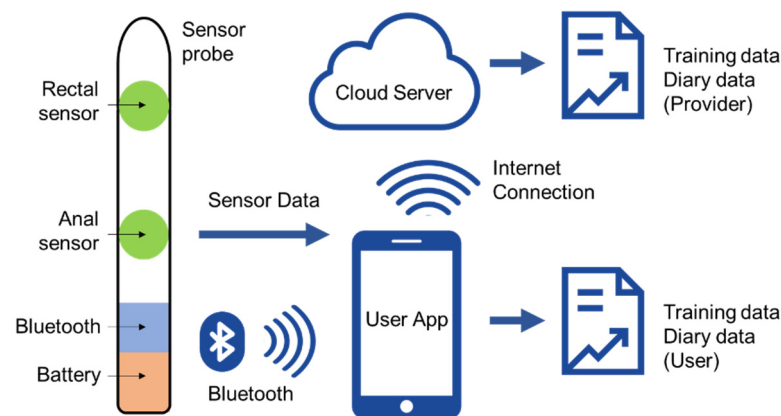 Sensor
probe
Rectal
sensor
Anal
sensor
Bluetooth
Battery
Sensor Data
Bluetooth
Cloud Server
Internet
Connection
User App
Training data
Diary data
(Provider)
Training data
Diary data
(User)